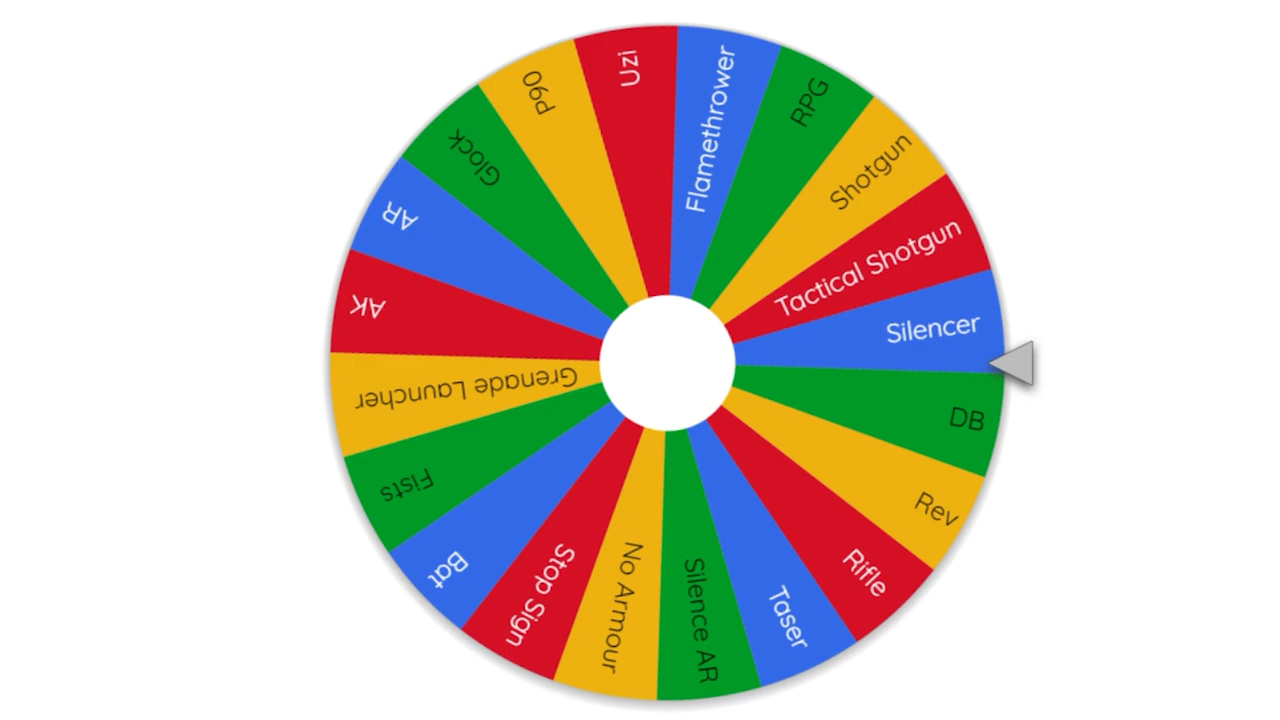 Uzi
Flamethrower
RPG
Shotgun
Tactical Shotgun
Silencer
DB
Rev
Rifle
Taser
Silence AR
No Armour
Stop Sign
Bat
Fists
Grenade Launcher
AK
AR
Glock
P90